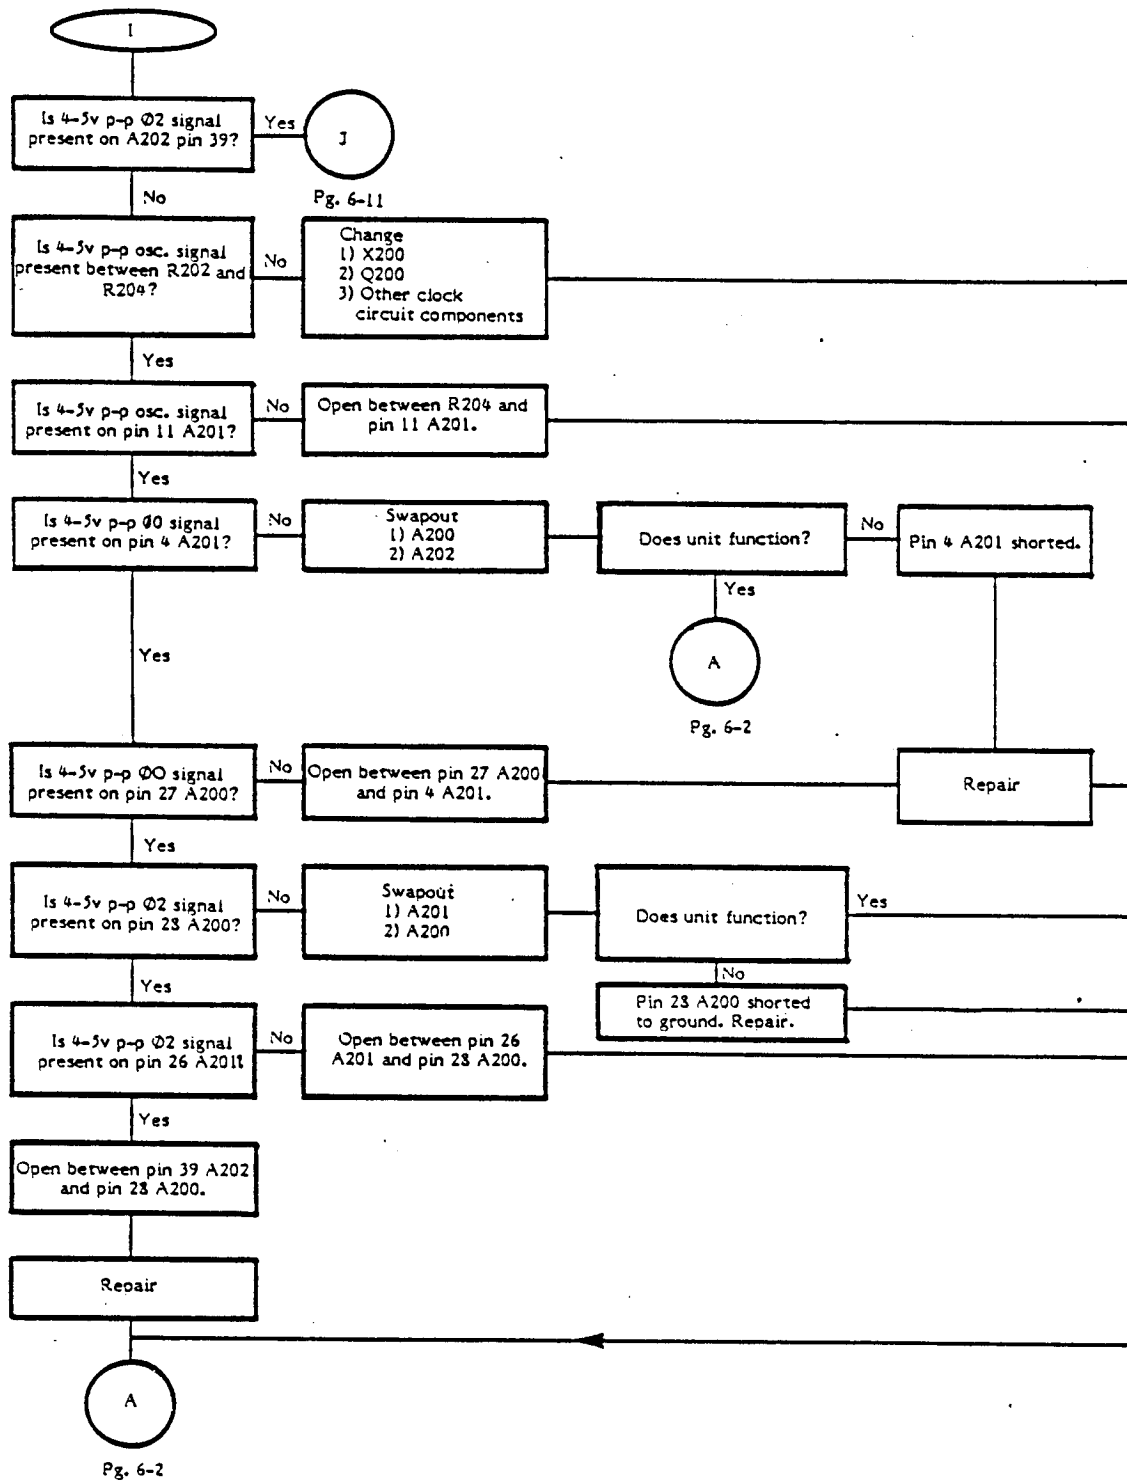 I
Is 4-5v p-p Ø2 signal
present on A202 pin 39?
Yes
J
Pg. 6-11
No
Is 4-5v p-p osc. signal
present between R202 and
R204?
No
Change
1) X200
2) Q200
3) Other clock
circuit components
Yes
Is 4-5v p-p osc. signal
present on pin 11 A201?
No
Open between R204 and
pin 11 A201.
Yes
Is 4-5v p-p Ø0 signal
present on pin 4 A201?
No
Swapout
1) A200
2) A202
Does unit function?
No
Pin 4 A201 shorted.
Yes
A
Pg. 6-2
Yes
Is 4-5v p-p ØO signal
present on pin 27 A200?
No
Open between pin 27 A200
and pin 4 A201.
Repair
Yes
Is 4-5v p-p Ø2 signal
present on pin 28 A200?
No
Swapout
1) A201
2) A200
Does unit function?
Yes
No
Pin 28 A200 shorted
to ground. Repair.
Yes
Is 4-5v p-p Ø2 signal
present on pin 26 A201?
No
Open between pin 26
A201 and pin 28 A200.
Yes
Open between pin 39 A202
and pin 28 A200.
Repair
A
Pg. 6-2